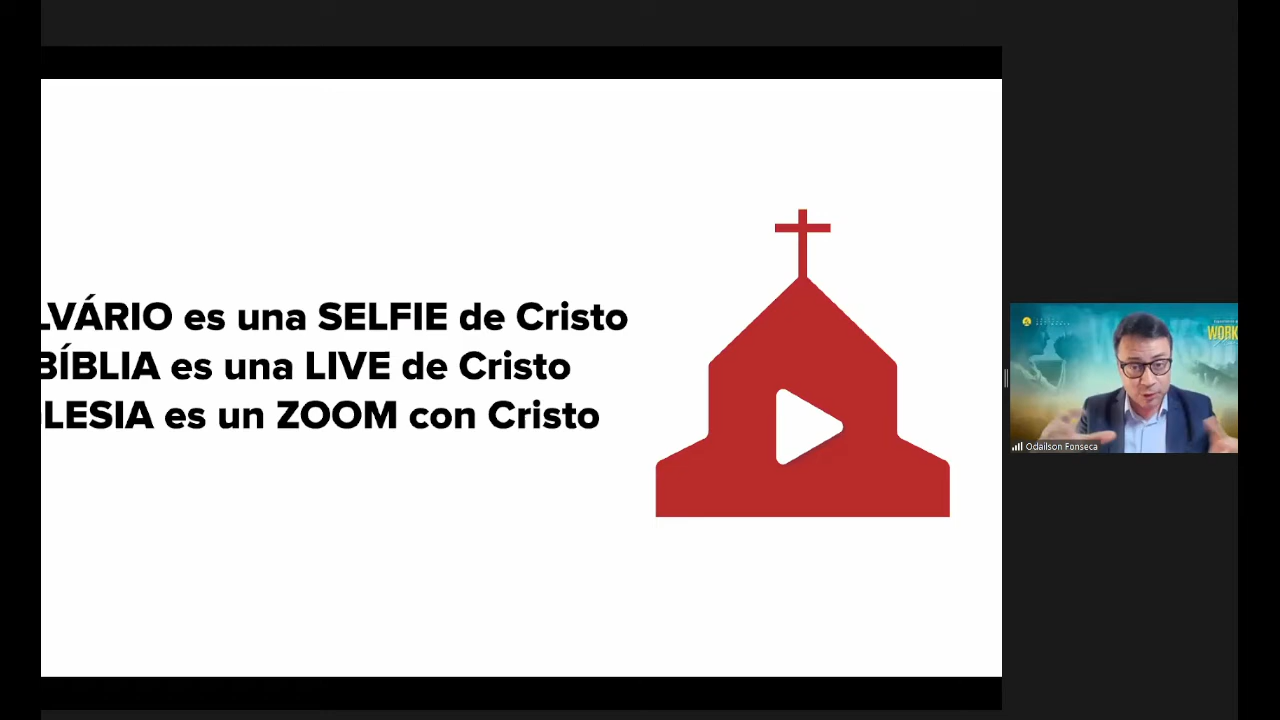 LVÁRIO es una SELFIE de Cristo
BÍBLIA es una LIVE de Cristo
LESIA es un ZOOM con Cristo
WORK
Odailson Fonseca